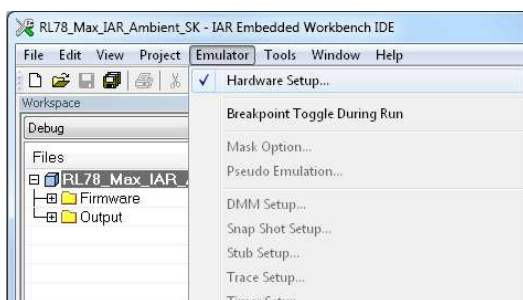 RL78_Max_IAR_Ambient_SK - IAR Embedded Workbench IDE
File Edit View Project Emulator Tools Window Help
Workspace
Hardware Setup...
Debug
Breakpoint Toggle During Run
Files
Mask Option...
RL78_Max_IAR_
Pseudo Emulation...
Firmware
Output
DMM Setup...
Snap Shot Setup...
Stub Setup...
Trace Setup...